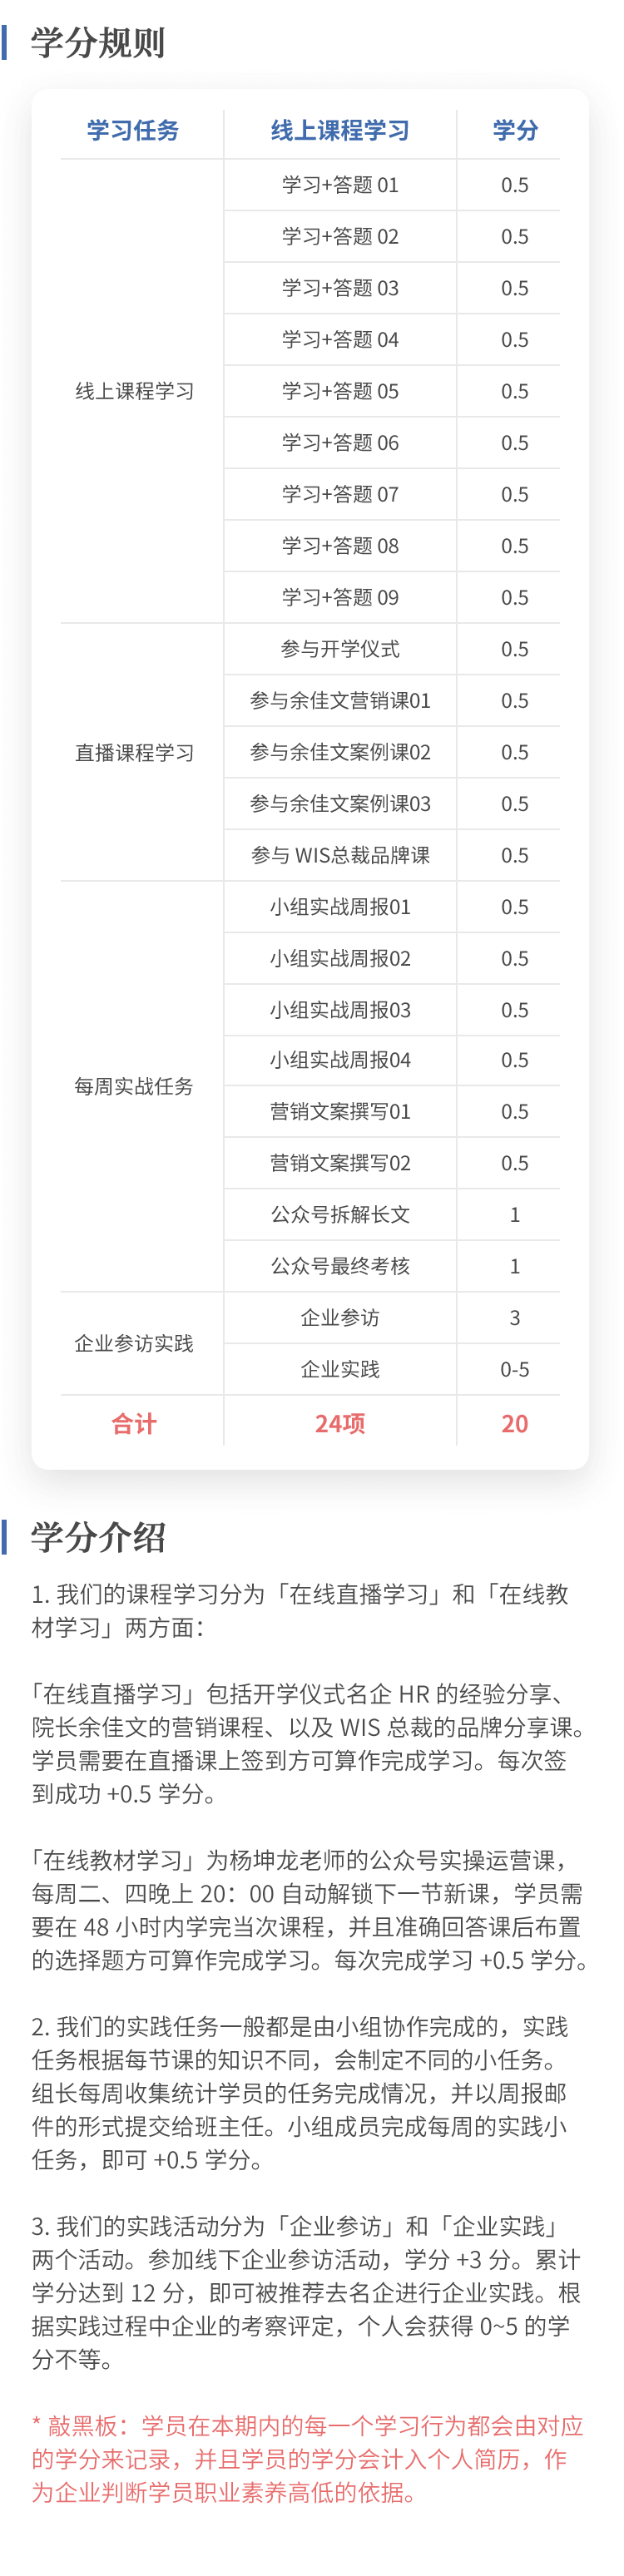 学分规则
学习任务 线上课程学习 学分
学习+答题 01 0.5
学习+答题 02 0.5
学习+答题 03 0.5
学习+答题 04 0.5
线上课程学习 学习+答题 05 0.5
学习+答题 06 0.5
学习+答题 07 0.5
学习+答题 08 0.5
学习+答题 09 0.5
参与开学仪式 0.5
参与余佳文营销课01 0.5
直播课程学习 参与余佳文案例课02 0.5
参与余佳文案例课03 0.5
参与 WIS总裁品牌课 0.5
小组实战周报01 0.5
小组实战周报02 0.5
小组实战周报03 0.5
小组实战周报04 0.5
每周实战任务
营销文案撰写01 0.5
营销文案撰写02 0.5
公众号拆解长文 1
公众号最终考核 1
企业参访 3
企业参访实践
企业实践 0-5
合计 24项 20
学分介绍
1. 我们的课程学习分为「在线直播学习」和「在线教
材学习」两方面：
「在线直播学习」包括开学仪式名企 HR 的经验分享、
院长余佳文的营销课程、以及 WIS 总裁的品牌分享课。
学员需要在直播课上签到方可算作完成学习。每次签
到成功 +0.5 学分。
「在线教材学习」为杨坤龙老师的公众号实操运营课，
每周二、四晚上 20：00 自动解锁下一节新课，学员需
要在 48 小时内学完当次课程，并且准确回答课后布置
的选择题方可算作完成学习。每次完成学习 +0.5 学分。
2. 我们的实践任务一般都是由小组协作完成的，实践
任务根据每节课的知识不同，会制定不同的小任务。
组长每周收集统计学员的任务完成情况，并以周报邮
件的形式提交给班主任。小组成员完成每周的实践小
任务，即可 +0.5 学分。
3. 我们的实践活动分为「企业参访」和「企业实践」
两个活动。参加线下企业参访活动，学分 +3 分。累计
学分达到 12 分，即可被推荐去名企进行企业实践。根
据实践过程中企业的考察评定，个人会获得 0~5 的学
分不等。
* 敲黑板：学员在本期内的每一个学习行为都会由对应
的学分来记录，并且学员的学分会计入个人简历，作
为企业判断学员职业素养高低的依据。